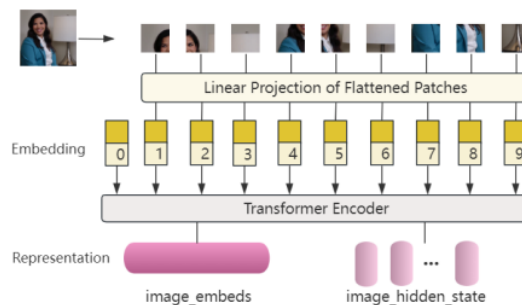 Linear Projection of Flattened Patches
Embedding
0 1 2 3 4 5 6 7 8 9
Transformer Encoder
Representation
...
image_embeds image_hidden_state